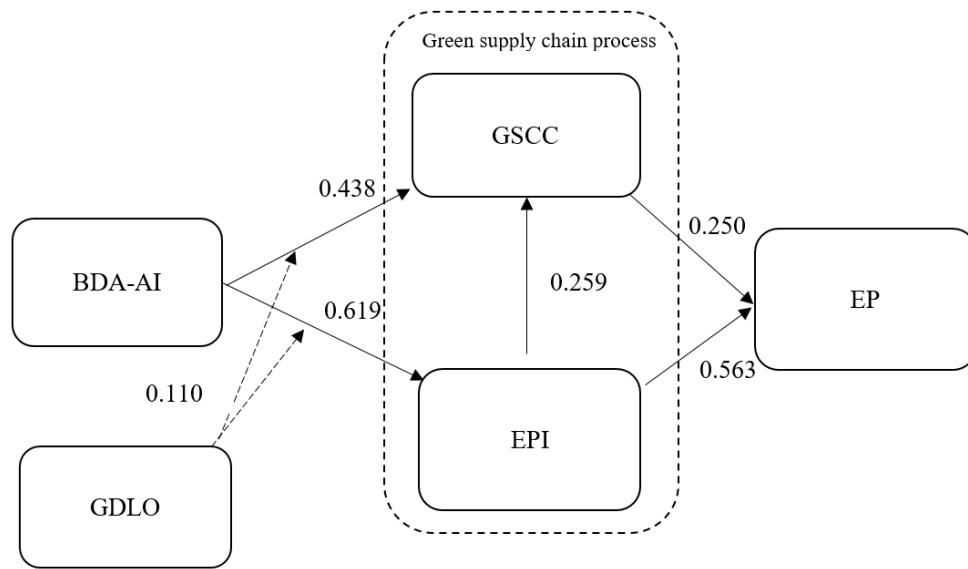 Green supply chain process
GSCC
0.438
0.250
BDA-AI
EP
0.259
0.619
0.563
0.110
EPI
GDLO